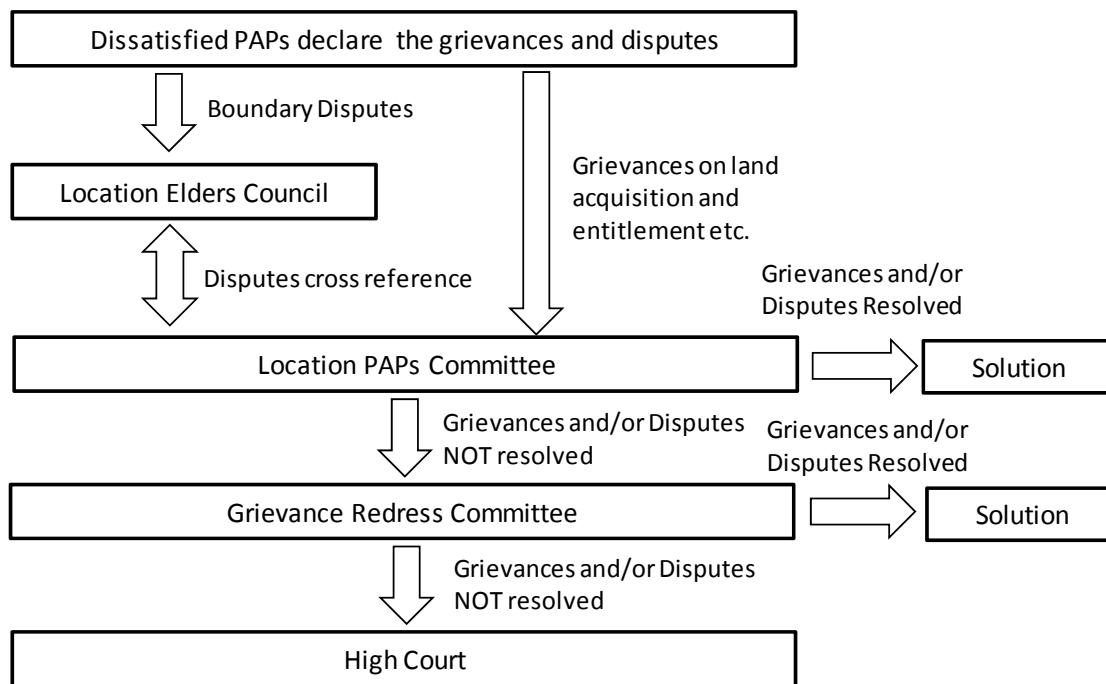 Dissatisfied PAPs declare the grievances and disputes
Boundary Disputes
Grievances on land
acquisition and
entitlement etc.
Location Elders Council
Disputes cross reference
Grievances and/or
Disputes Resolved
Location PAPs Committee
Solution
Grievances and/or Disputes
NOT resolved
Grievances and/or
Disputes Resolved
Grievance Redress Committee
Solution
Grievances and/or Disputes
NOT resolved
High Court